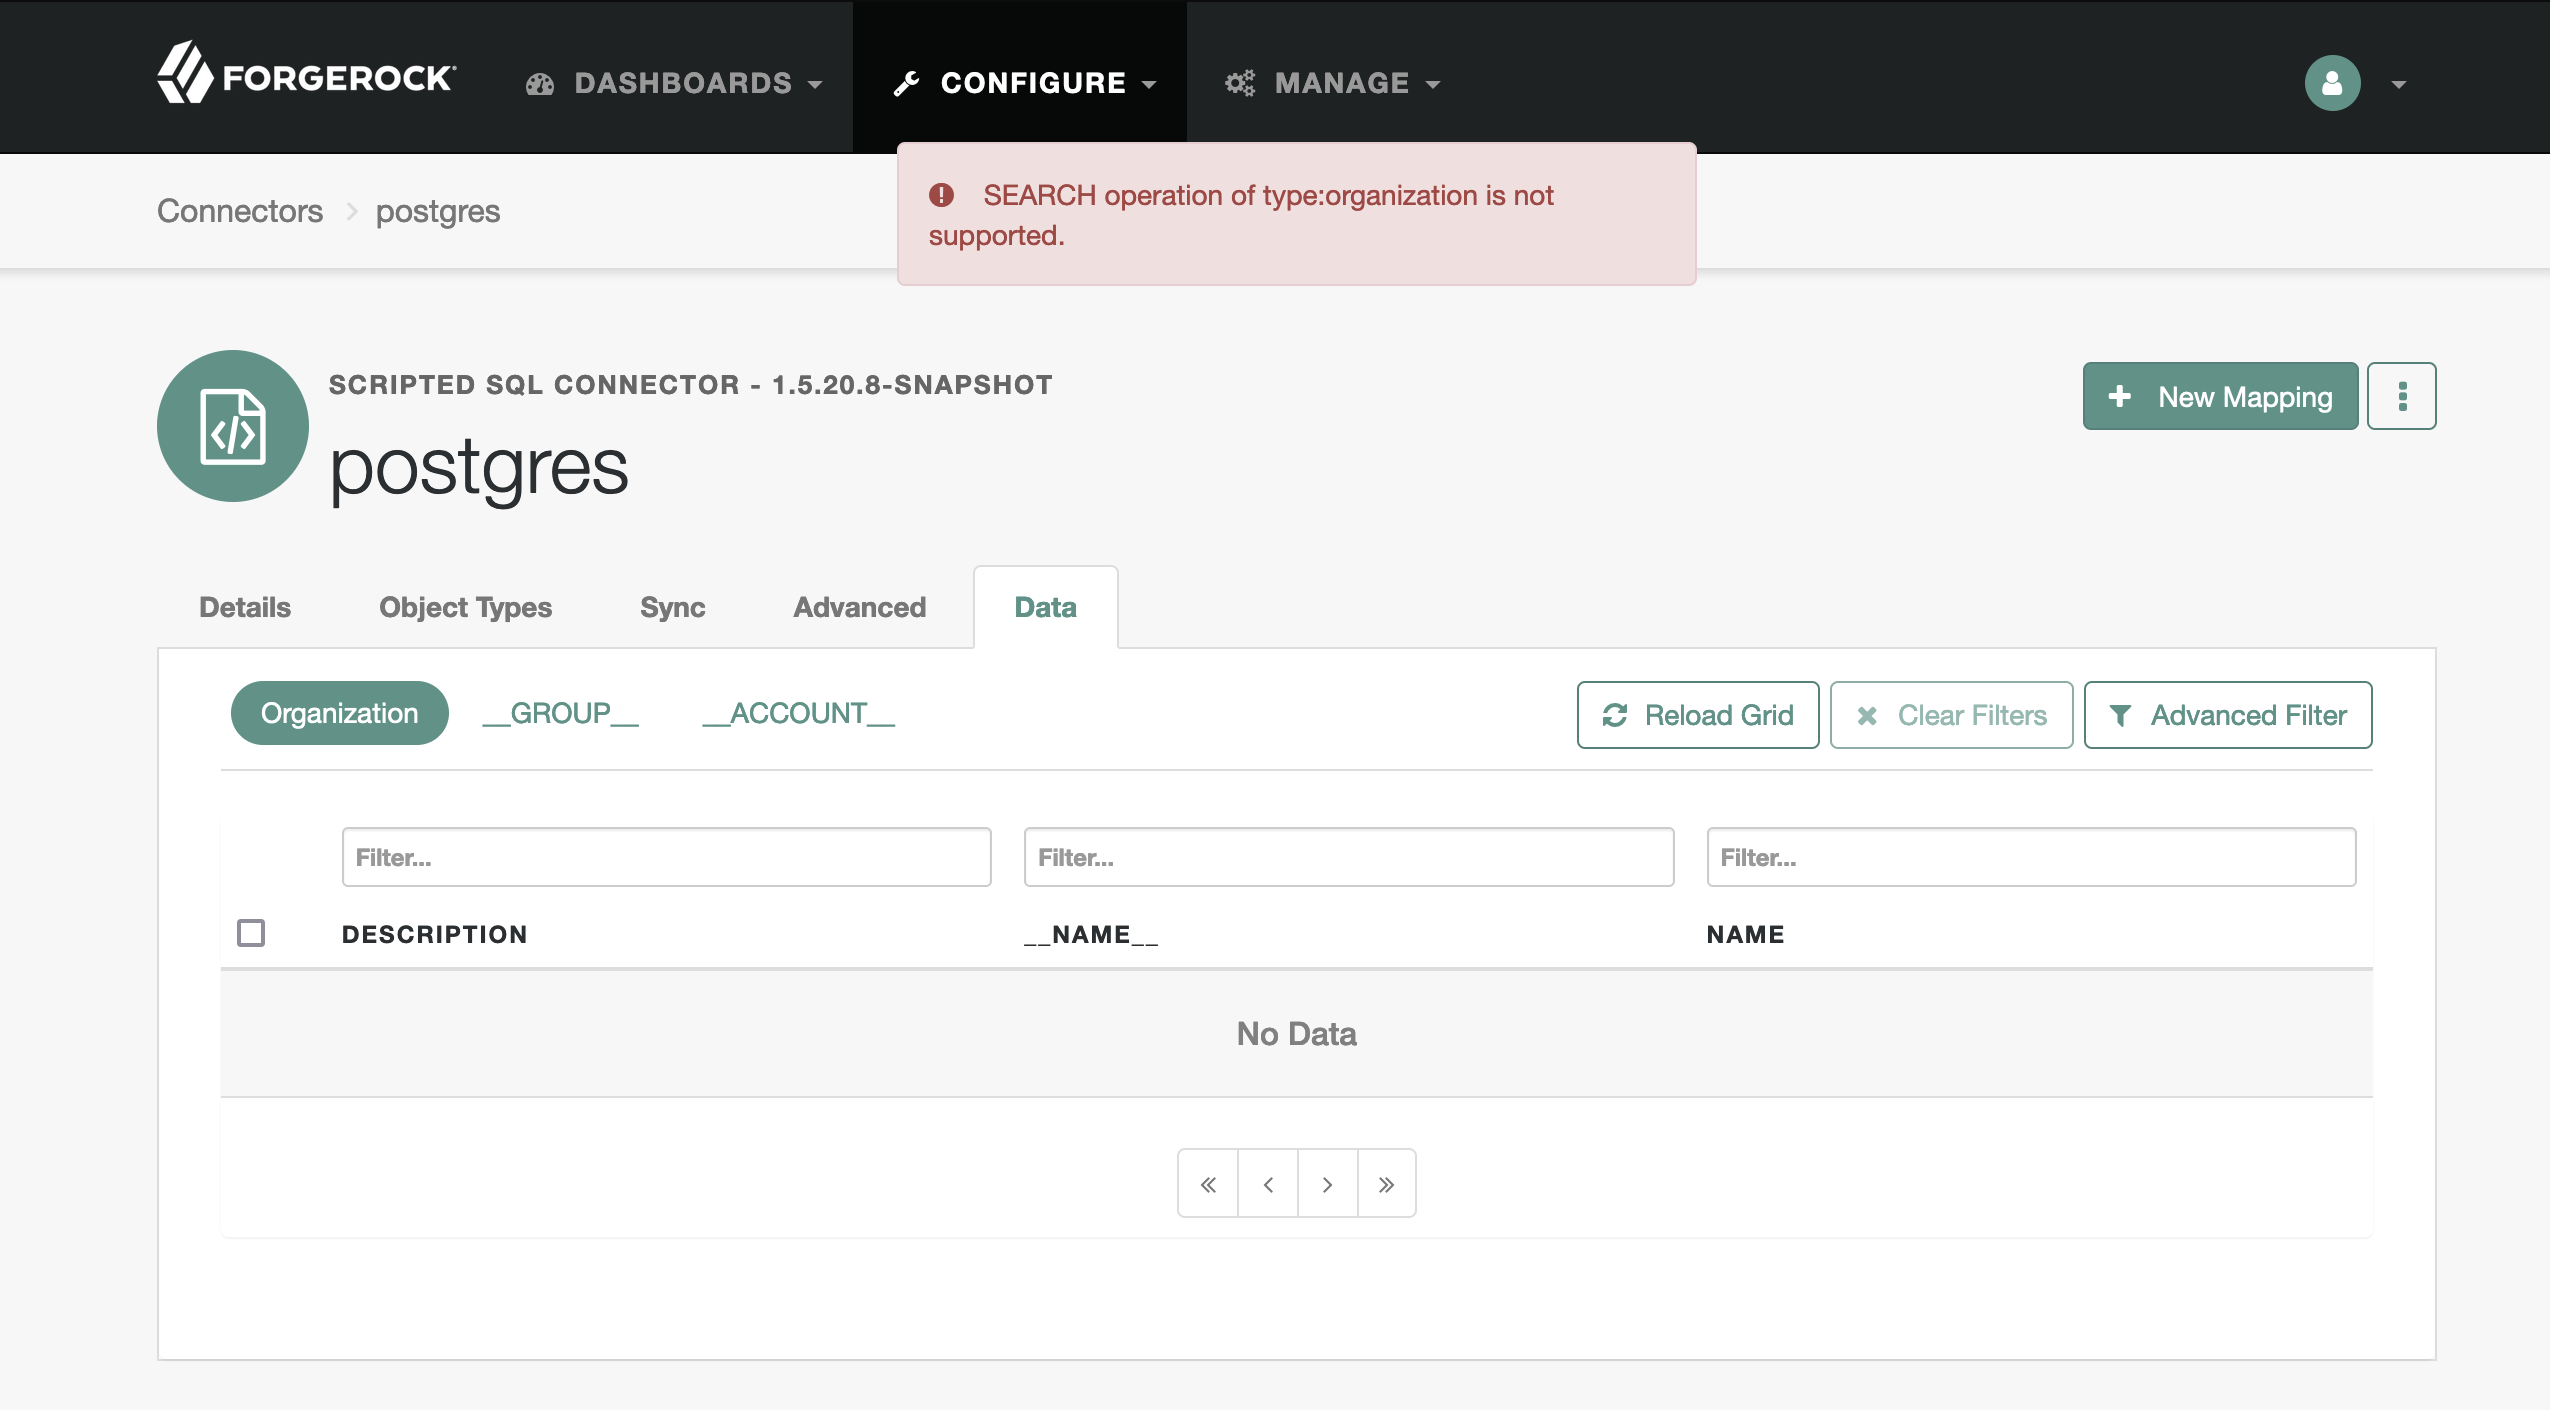 FORGEROCK
DASHBOARDS
CONFIGURE
MANAGE
SEARCH operation of type:organization is not
supported.
Connectors
postgres
SCRIPTED SQL CONNECTOR - 1.5.20.8-SNAPSHOT
postgres
New Mapping
Details
Object Types
Sync
Advanced
Data
Organization
__GROUP__
__ACCOUNT__
Reload Grid
Clear Filters
Advanced Filter
Filter...
Filter...
Filter...
DESCRIPTION
__NAME__
NAME
No Data